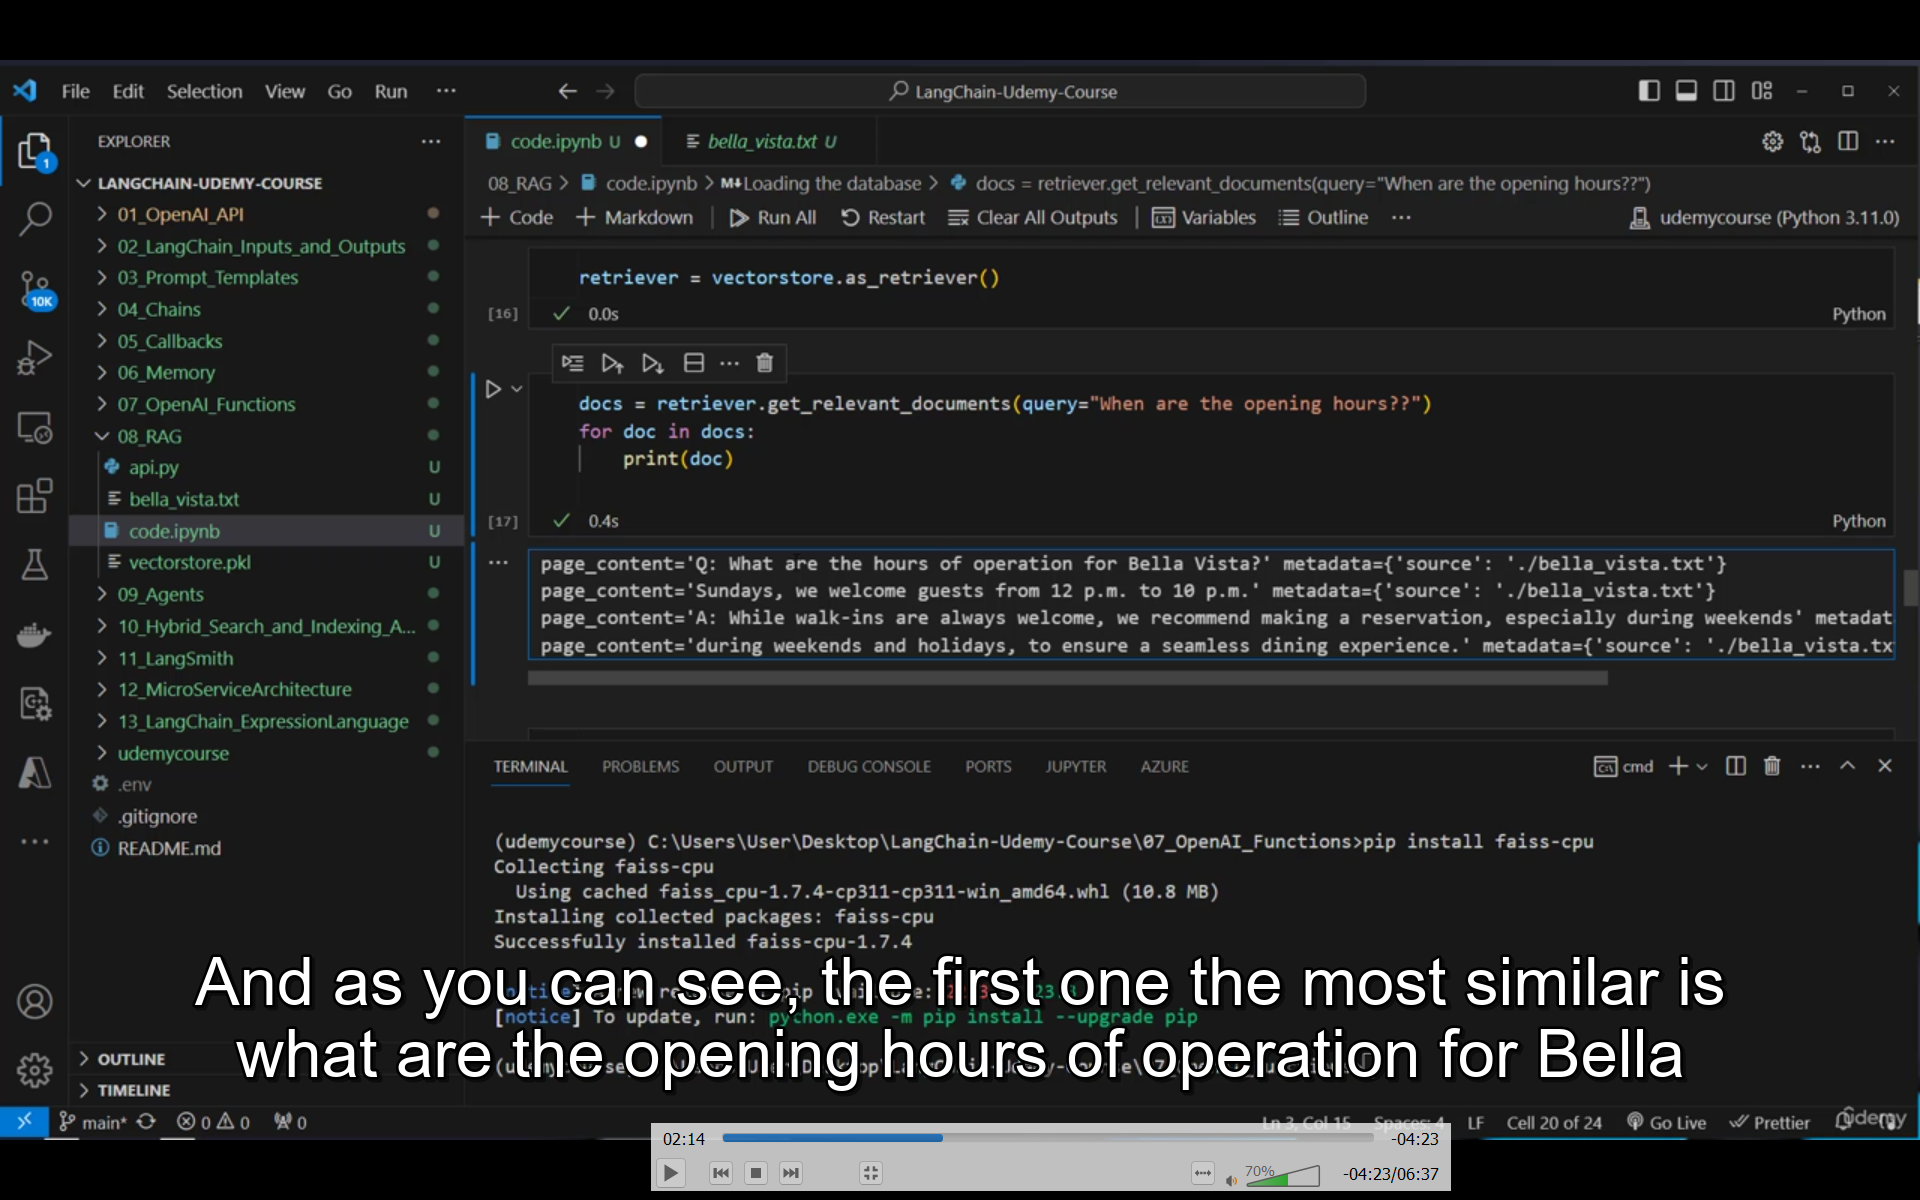 File Edit Selection View Go Run ···
LangChain-Udemy-Course
EXPLORER
code.ipynb U
bella_vista.txt U
1
LANGCHAIN-UDEMY-COURSE
08_RAG > code.ipynb > M↓Loading the database > docs = retriever.get_relevant_documents(query="When are the opening hours??")
+ Code + Markdown | Run All Restart Clear All Outputs | Variables Outline ··· udemycourse (Python 3.11.0)
01_OpenAI_API
02_LangChain_Inputs_and_Outputs
03_Prompt_Templates
04_Chains
05_Callbacks
06_Memory
07_OpenAI_Functions
08_RAG
api.py U
bella_vista.txt U
code.ipynb U
vectorstore.pkl U
09_Agents
10_Hybrid_Search_and_Indexing_A...
11_LangSmith
12_MicroServiceArchitecture
13_LangChain_ExpressionLanguage
udemycourse
.env
.gitignore
README.md
10K
OUTLINE
TIMELINE
retriever = vectorstore.as_retriever()
[16] 0.0s Python
docs = retriever.get_relevant_documents(query="When are the opening hours??")
for doc in docs:
print(doc)
[17] 0.4s Python
page_content='Q: What are the hours of operation for Bella Vista?' metadata={'source': './bella_vista.txt'}
page_content='Sundays, we welcome guests from 12 p.m. to 10 p.m.' metadata={'source': './bella_vista.txt'}
page_content='A: While walk-ins are always welcome, we recommend making a reservation, especially during weekends' metadat
page_content='during weekends and holidays, to ensure a seamless dining experience.' metadata={'source': './bella_vista.tx
TERMINAL PROBLEMS OUTPUT DEBUG CONSOLE PORTS JUPYTER AZURE
cmd
(udemycourse) C:\Users\User\Desktop\LangChain-Udemy-Course\07_OpenAI_Functions>pip install faiss-cpu
Collecting faiss-cpu
Using cached faiss_cpu-1.7.4-cp311-cp311-win_amd64.whl (10.8 MB)
Installing collected packages: faiss-cpu
Successfully installed faiss-cpu-1.7.4
[notice] To update, run: python.exe -m pip install --upgrade pip
And as you can see, the first one the most similar is
what are the opening hours of operation for Bella
main* 0 0 0 Ln 3, Col 15 Spaces: 4 LF Cell 20 of 24 Go Live Prettier
udemy
02:14 -04:23
70% -04:23/06:37